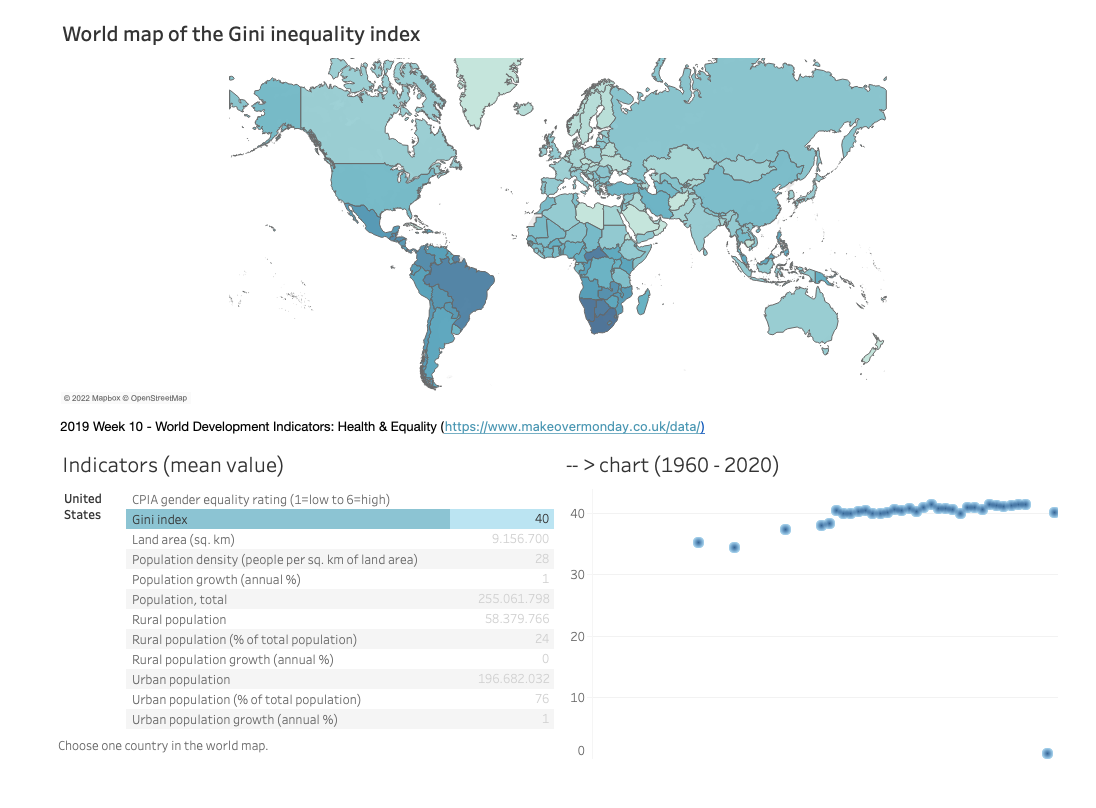 World map of the Gini inequality index
© 2022 Mapbox © OpenStreetMap
2019 Week 10 - World Development Indicators: Health & Equality (https://www.makeovermonday.co.uk/data/)
Indicators (mean value)
United
States
CPIA gender equality rating (1=low to 6=high)
Gini index 40
Land area (sq. km) 9.156.700
Population density (people per sq. km of land area) 28
Population growth (annual %) 1
Population, total 255.061.798
Rural population 58.379.766
Rural population (% of total population) 24
Rural population growth (annual %) 0
Urban population 196.682.032
Urban population (% of total population) 76
Urban population growth (annual %) 1
Choose one country in the world map.
-- > chart (1960 - 2020)
40
30
20
10
0